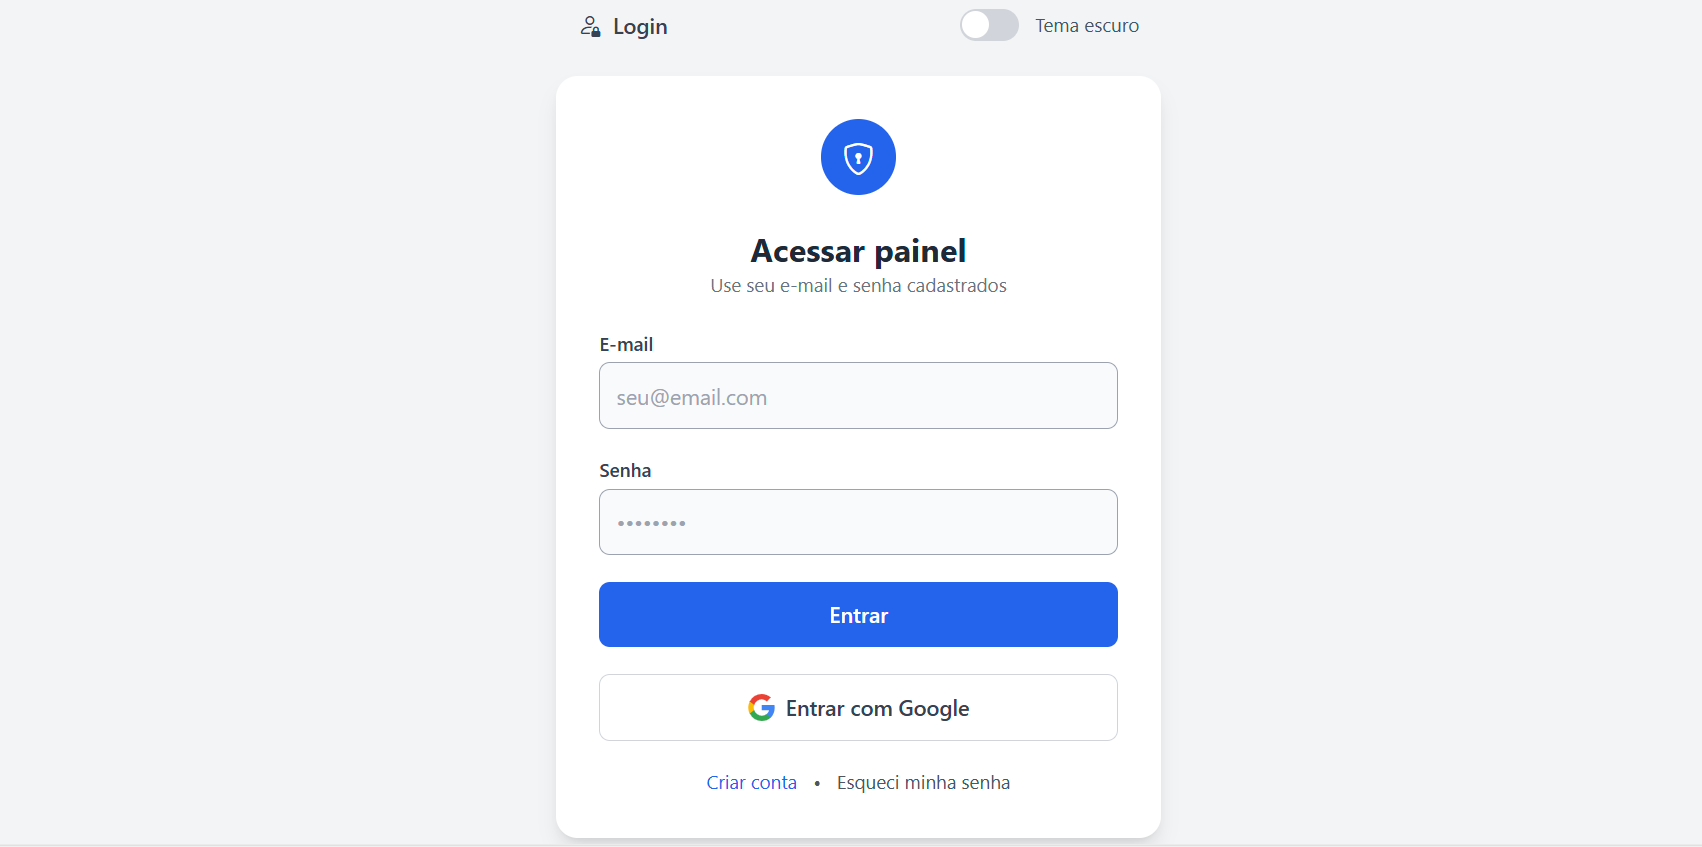 Login
Tema escuro
Acessar painel
Use seu e-mail e senha cadastrados
E-mail
seu@email.com
Senha
••••••••
Entrar
Entrar com Google
Criar conta • Esqueci minha senha